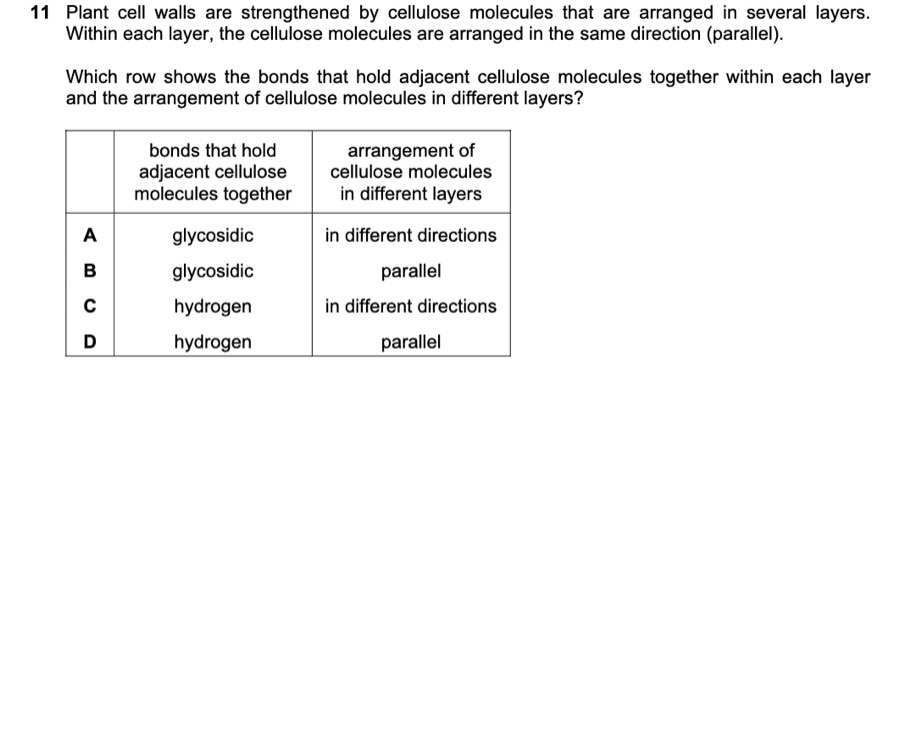 11 Plant cell walls are strengthened by cellulose molecules that are arranged in several layers.
Within each layer, the cellulose molecules are arranged in the same direction (parallel).
Which row shows the bonds that hold adjacent cellulose molecules together within each layer
and the arrangement of cellulose molecules in different layers?
bonds that hold adjacent cellulose molecules together arrangement of cellulose molecules in different layers
A glycosidic in different directions
B glycosidic parallel
C hydrogen in different directions
D hydrogen parallel